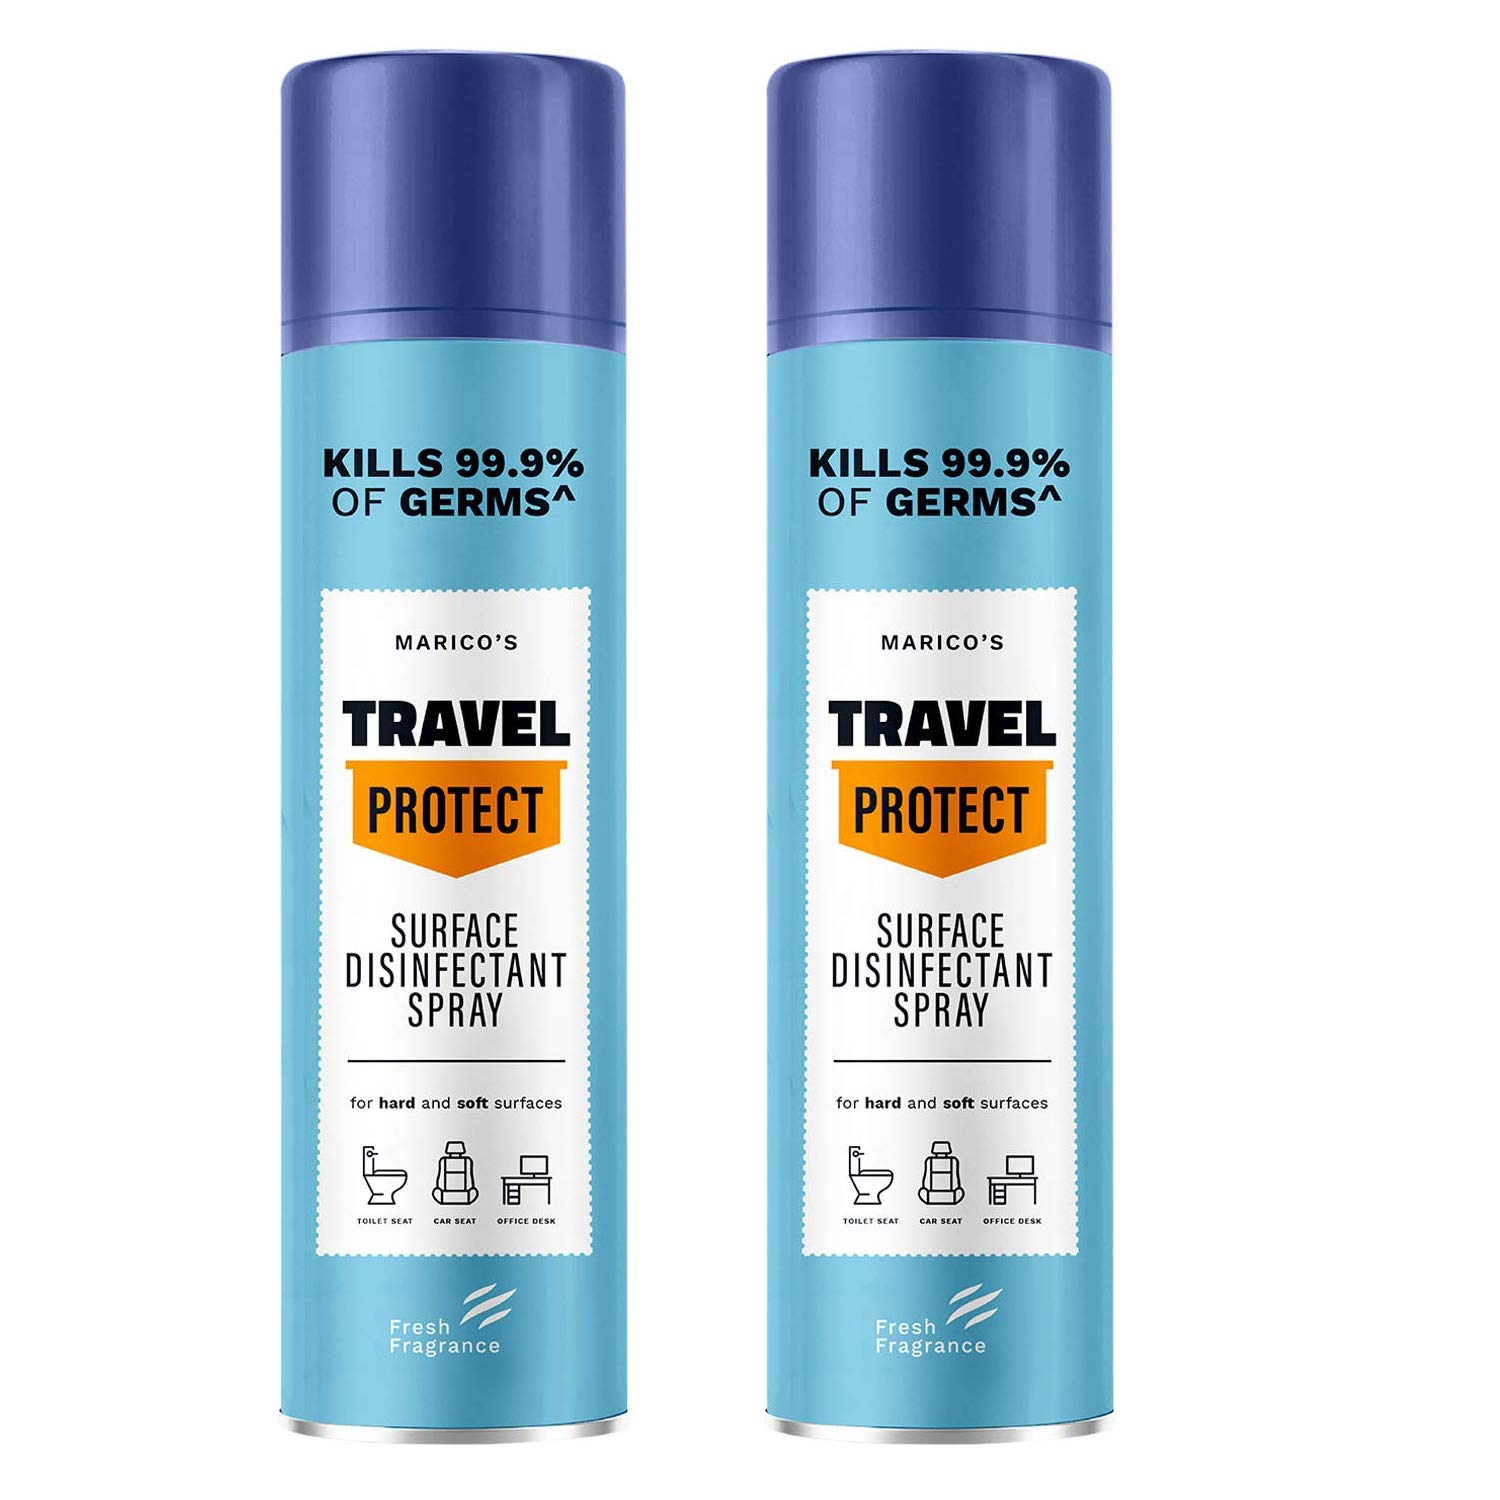 KILLS 99.9%
OF GERMS^
MARICO'S
TRAVEL
PROTECT
SURFACE
DISINFECTANT
SPRAY
for hard and soft surfaces
TOILET SEAT CAR SEAT OFFICE DESK
Fresh
Fragrance
KILLS 99.9%
OF GERMS^
MARICO'S
TRAVEL
PROTECT
SURFACE
DISINFECTANT
SPRAY
for hard and soft surfaces
TOILET SEAT CAR SEAT OFFICE DESK
Fresh
Fragrance